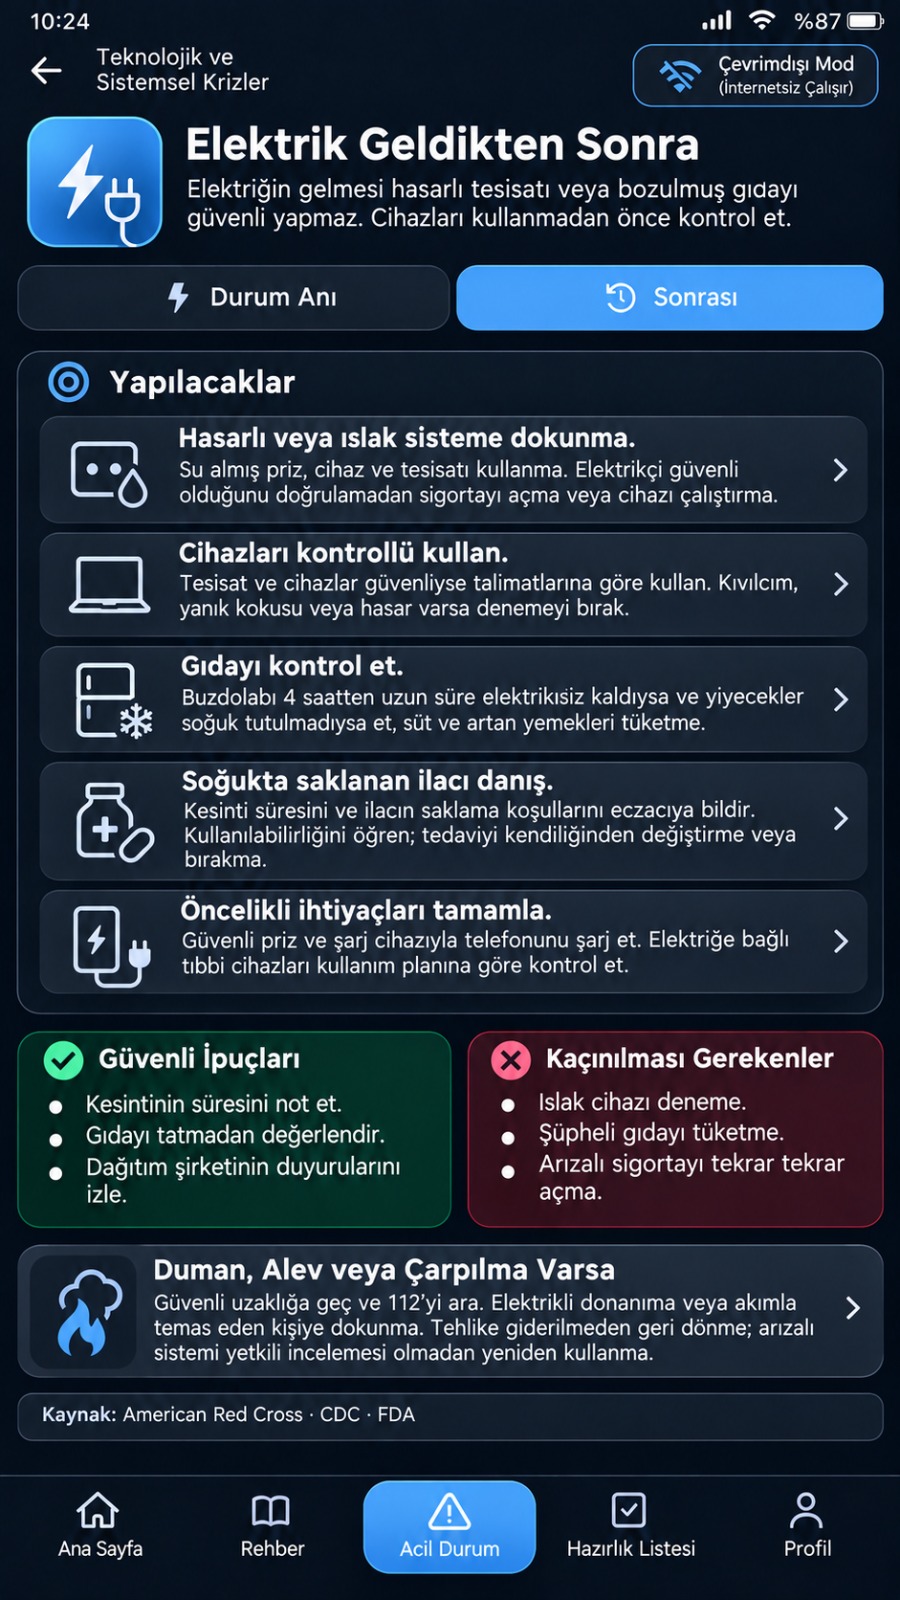 10:24
%87
Teknolojik ve
Sistemsel Krizler
Çevrimdışı Mod
(İnternetsiz Çalışır)
Elektrik Geldikten Sonra
Elektriğin gelmesi hasarlı tesisatı veya bozulmuş gıdayı
güvenli yapmaz. Cihazları kullanmadan önce kontrol et.
Durum Anı
Sonrası
Yapılacaklar
Hasarlı veya ıslak sisteme dokunma.
Su almış priz, cihaz ve tesisatı kullanma. Elektrikçi güvenli
olduğunu doğrulamadan sigortayı açma veya cihazı çalıştırma.
Cihazları kontrollü kullan.
Tesisat ve cihazlar güvenliyse talimatlarına göre kullan. Kıvılcım,
yanık kokusu veya hasar varsa denemeyi bırak.
Gıdayı kontrol et.
Buzdolabı 4 saatten uzun süre elektrikısiz kaldıysa ve yiyecekler
soğuk tutulmadıysa et, süt ve artan yemekleri tüketme.
Soğukta saklanan ilacı danış.
Kesinti süresini ve ilacın saklama koşullarını eczacıya bildir.
Kullanılabilirliğini öğren; tedaviyi kendiliğinden değiştirme veya
bırakma.
Öncelikli ihtiyaçları tamamla.
Güvenli priz ve şarj cihazıyla telefonunu şarj et. Elektriğe bağlı
tıbbi cihazları kullanım planına göre kontrol et.
Güvenli İpuçları
• Kesintinin süresini not et.
• Gıdayı tatmadan değerlendir.
• Dağıtım şirketinin duyurularını
izle.
Kaçınılması Gerekenler
• Islak cihazı deneme.
• Şüpheli gıdayı tüketme.
• Arızalı sigortayı tekrar tekrar
açma.
Duman, Alev veya Çarpılma Varsa
Güvenli uzaklığa geç ve 112’yi ara. Elektrikli donanıma veya akımla
temas eden kişiye dokunma. Tehlike giderilmeden geri dönme; arızalı
sistemi yetkili incelemesi olmadan yeniden kullanma.
Kaynak: American Red Cross · CDC · FDA
Ana Sayfa
Rehber
Acil Durum
Hazırlık Listesi
Profil